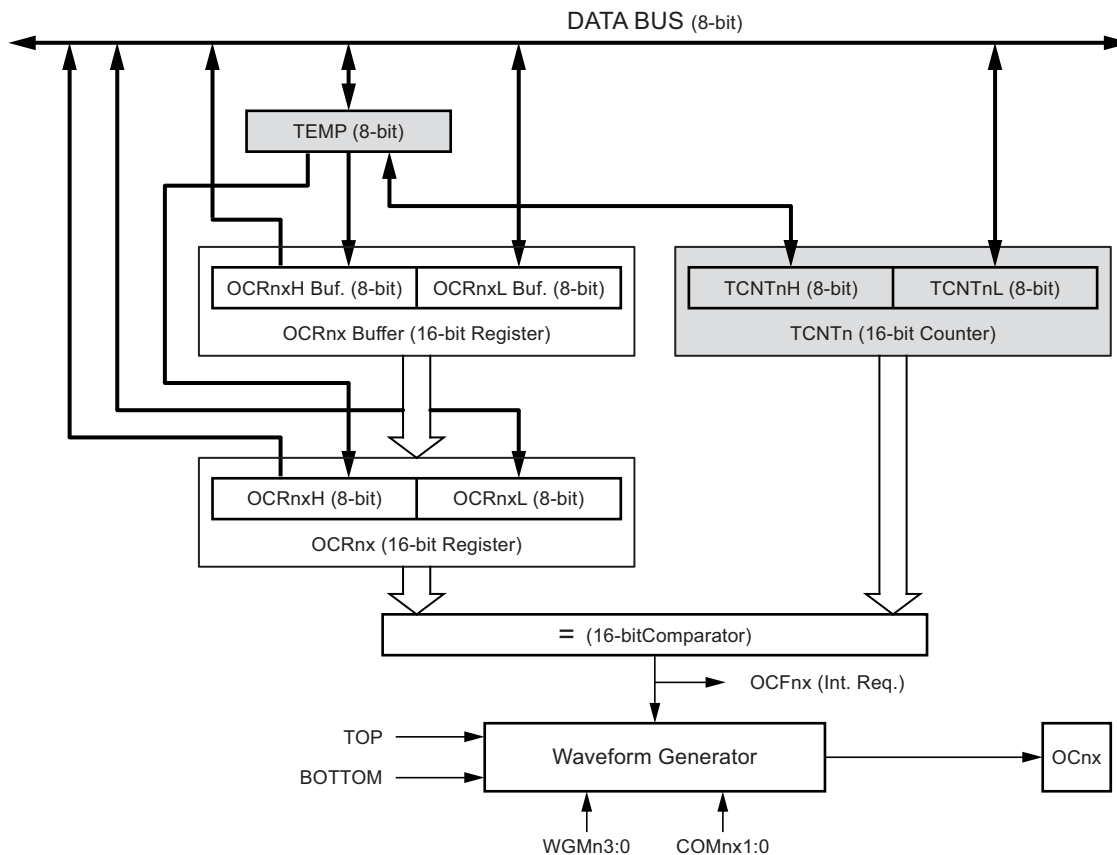 DATA BUS (8-bit)
TEMP (8-bit)
OCRnxH Buf. (8-bit)
OCRnxL Buf. (8-bit)
OCRnx Buffer (16-bit Register)
TCNTnH (8-bit)
TCNTnL (8-bit)
TCNTn (16-bit Counter)
OCRnxH (8-bit)
OCRnxL (8-bit)
OCRnx (16-bit Register)
= (16-bitComparator)
OCFnx (Int. Req.)
TOP
BOTTOM
Waveform Generator
OCnx
WGMn3:0
COMnx1:0